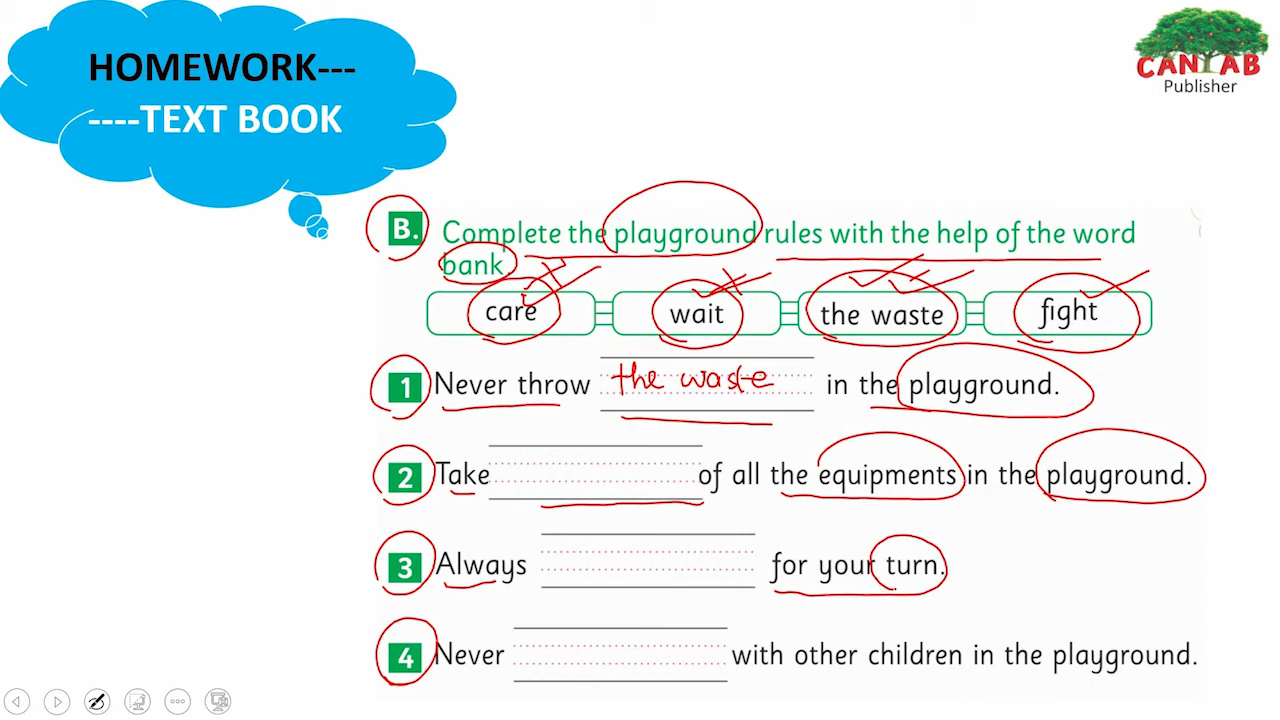 HOMEWORK---
----TEXT BOOK
CANTAB
Publisher
B. Complete the playground rules with the help of the word
bank.
care wait the waste fight
1 Never throw the waste in the playground.
2 Take of all the equipments in the playground.
3 Always for your turn.
4 Never with other children in the playground.